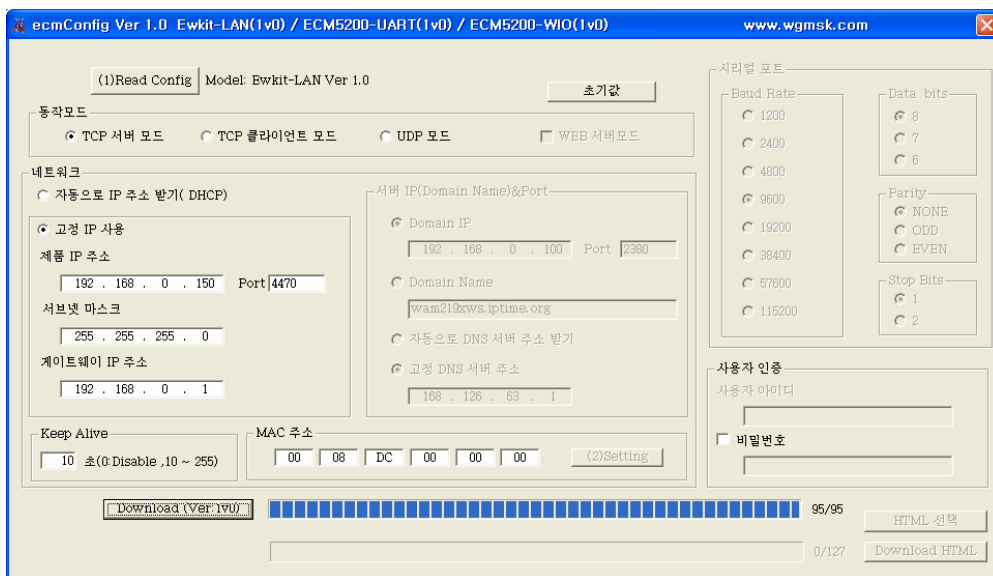 ecmConfig Ver 1.0 Ewkit-LAN(1v0) / ECM5200-UART(1v0) / ECM5200-WIO(1v0) www.wgmsk.com
(1)Read Config Model: Ewkit-LAN Ver 1.0 초기값
동작모드
TCP 서버 모드 TCP 클라이언트 모드 UDP 모드 WEB 서버모드
네트워크
자동으로 IP 주소 받기( DHCP)
고정 IP 사용
제품 IP 주소
192 . 168 . 0 . 150 Port 4470
서브넷 마스크
255 . 255 . 255 . 0
게이트웨이 IP 주소
192 . 168 . 0 . 1
서버 IP(Domain Name)&Port
Domain IP
192 . 168 . 0 . 100 Port 2380
Domain Name
자동으로 DNS 서버 주소 받기
고정 DNS 서버 주소
168 . 126 . 63 . 1
Keep Alive
10 초(0:Disable ,10 ~ 255)
MAC 주소
00 08 DC 00 00 00 (2)Setting
시리얼 포트
Baud Rate
1200
2400
4800
9600
19200
38400
57600
115200
Data bits
8
7
6
Parity
NONE
ODD
EVEN
Stop Bits
1
2
사용자 인증
사용자 아이디
비밀번호
Download (Ver:1v0) 95/95
HTML 선택
0/127 Download HTML